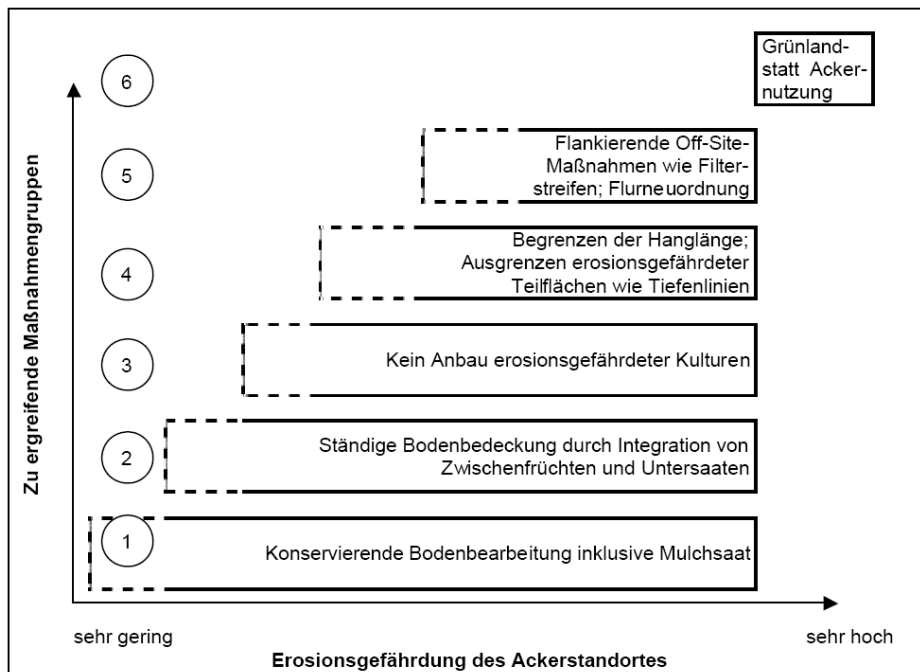 Zu ergreifende Maßnahmengruppen
6
Grünland-
statt Acker-
nutzung
5
Flankierende Off-Site-
Maßnahmen wie Filter-
streifen; Flurneuordnung
4
Begrenzen der Hanglänge;
Ausgrenzen erosionsgefährdeter
Teilflächen wie Tiefenlinien
3
Kein Anbau erosionsgefährdeter Kulturen
2
Ständige Bodenbedeckung durch Integration von
Zwischenfrüchten und Untersaaten
1
Konservierende Bodenbearbeitung inklusive Mulchsaat
sehr gering
sehr hoch
Erosionsgefährdung des Ackerstandortes